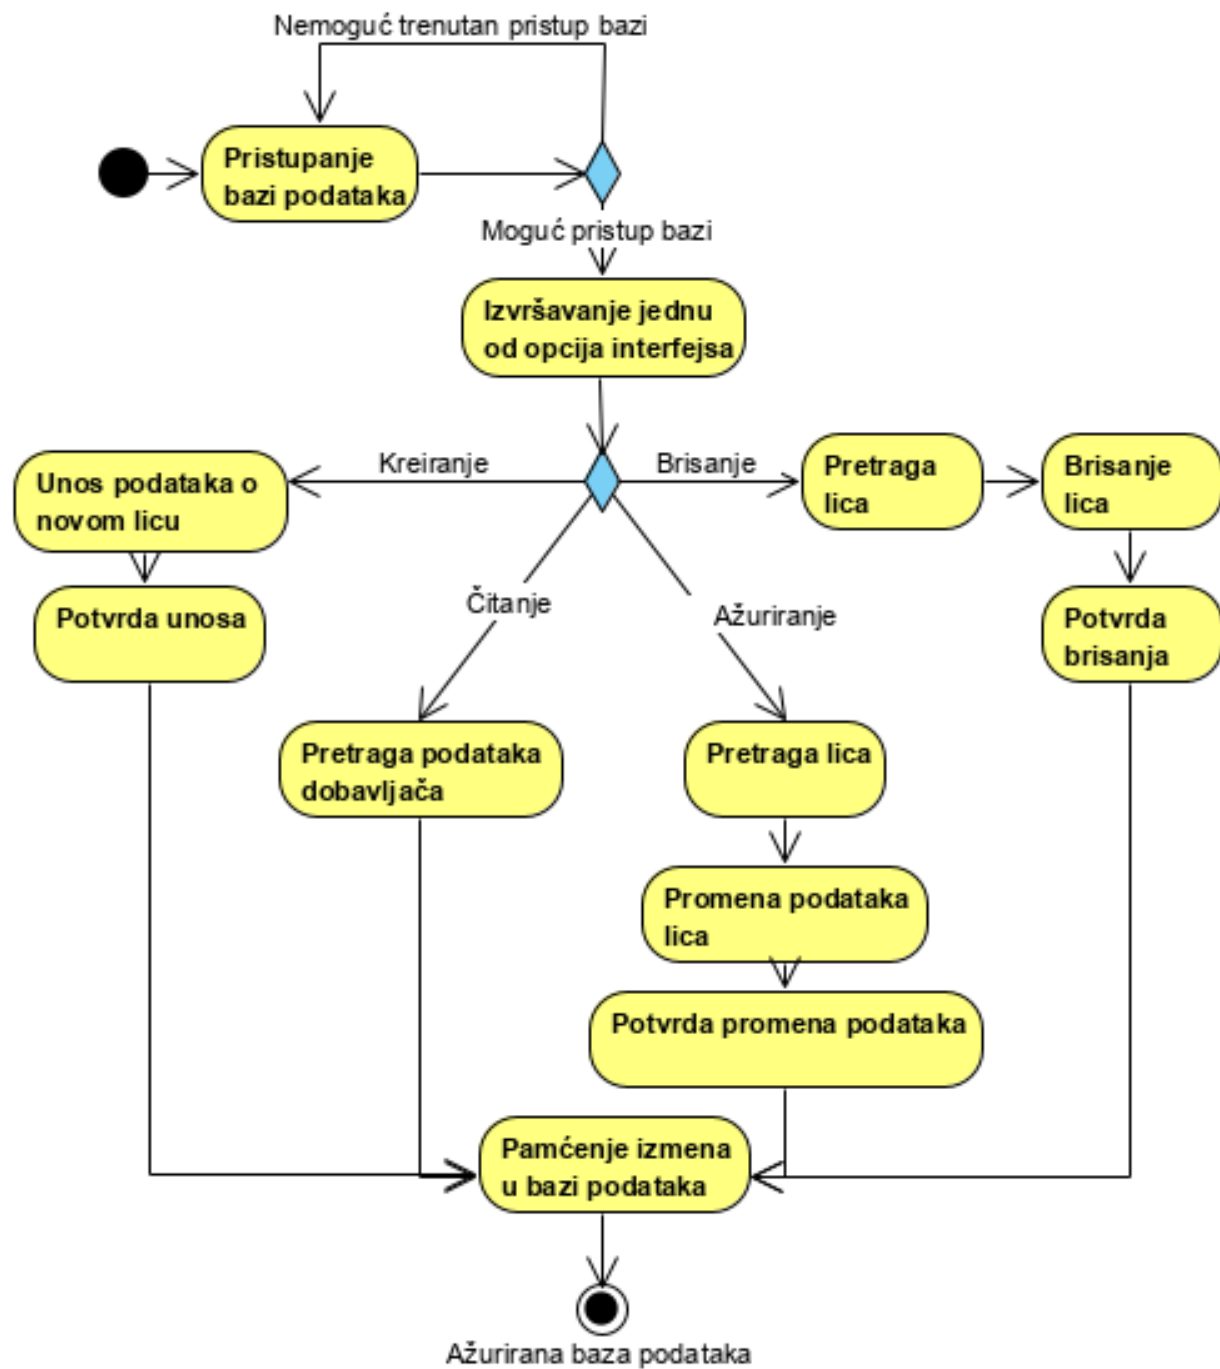 Nemoguć trenutan pristup bazi
Pristupanje
bazi podataka
Moguć pristup bazi
Izvršavanje jednu
od opcija interfejsa
Kreiranje
Brisanje
Unos podataka o
novom licu
Pretraga
lica
Brisanje
lica
Potvrda unosa
Čitanje
Ažuriranje
Potvrda
brisanja
Pretraga podataka
dobavljača
Pretraga lica
Promena podataka
lica
Potvrda promena podataka
Pamćenje izmena
u bazi podataka
Ažurirana baza podataka